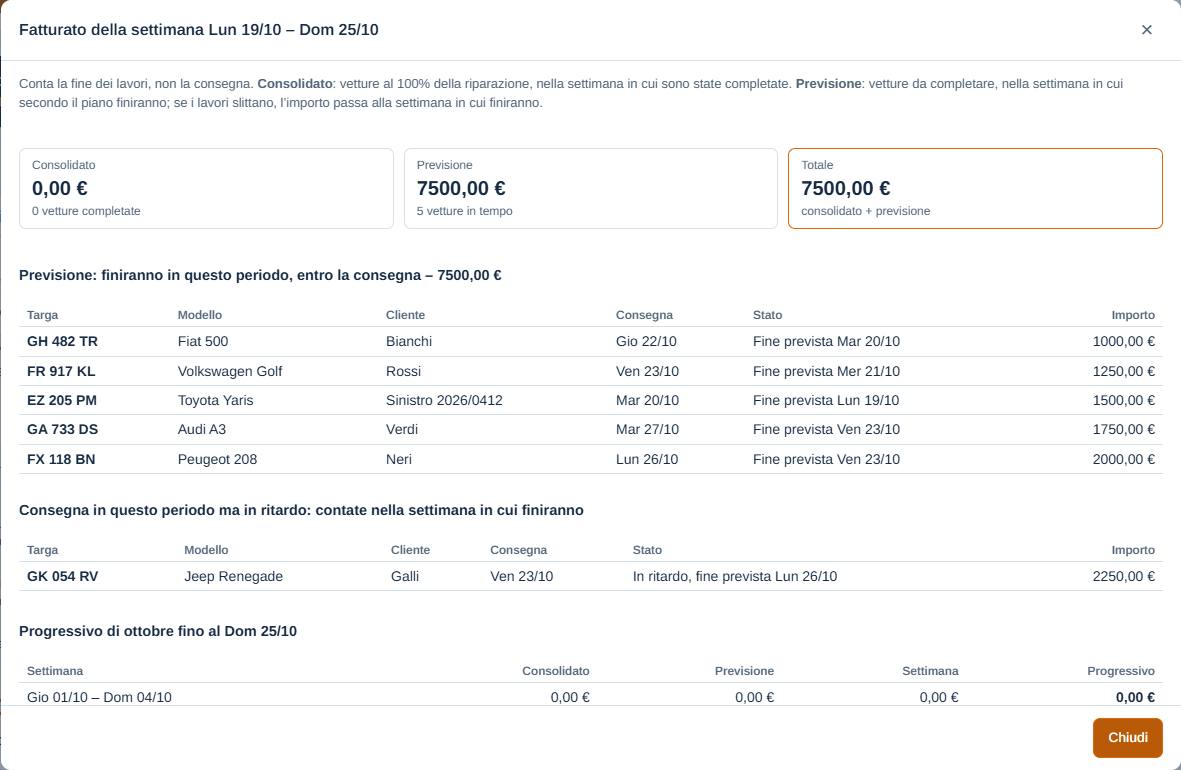 Fatturato della settimana Lun 19/10 – Dom 25/10
×
Conta la fine dei lavori, non la consegna. Consolidato: vetture al 100% della riparazione, nella settimana in cui sono state completate. Previsione: vetture da completare, nella settimana in cui
secondo il piano finiranno; se i lavori slittano, l'importo passa alla settimana in cui finiranno.
Consolidato
0,00 €
0 vetture completate
Previsione
7500,00 €
5 vetture in tempo
Totale
7500,00 €
consolidato + previsione
Previsione: finiranno in questo periodo, entro la consegna – 7500,00 €
Targa Modello Cliente Consegna Stato Importo
GH 482 TR Fiat 500 Bianchi Gio 22/10 Fine prevista Mar 20/10 1000,00 €
FR 917 KL Volkswagen Golf Rossi Ven 23/10 Fine prevista Mer 21/10 1250,00 €
EZ 205 PM Toyota Yaris Sinistro 2026/0412 Mar 20/10 Fine prevista Lun 19/10 1500,00 €
GA 733 DS Audi A3 Verdi Mar 27/10 Fine prevista Ven 23/10 1750,00 €
FX 118 BN Peugeot 208 Neri Lun 26/10 Fine prevista Ven 23/10 2000,00 €
Consegna in questo periodo ma in ritardo: contate nella settimana in cui finiranno
Targa Modello Cliente Consegna Stato Importo
GK 054 RV Jeep Renegade Galli Ven 23/10 In ritardo, fine prevista Lun 26/10 2250,00 €
Progressivo di ottobre fino al Dom 25/10
Settimana Consolidato Previsione Settimana Progressivo
Gio 01/10 – Dom 04/10 0,00 € 0,00 € 0,00 € 0,00 €
Chiudi